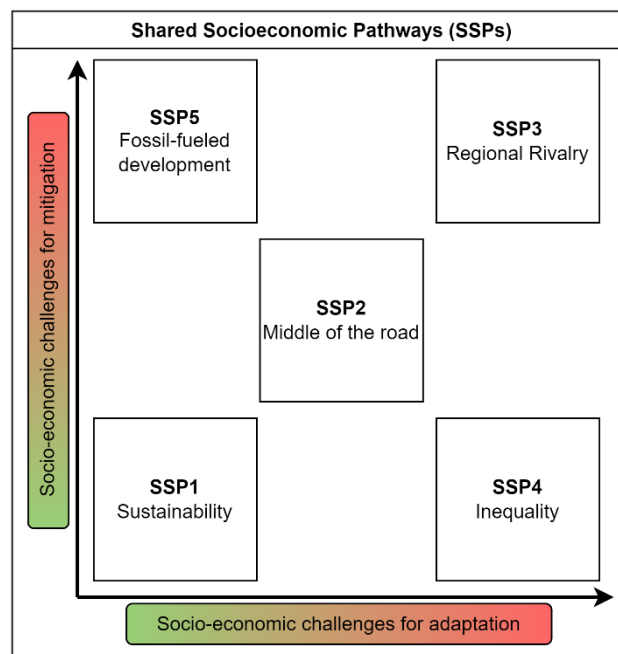 Shared Socioeconomic Pathways (SSPs)
Socio-economic challenges for mitigation
SSP5
Fossil-fueled
development
SSP3
Regional Rivalry
SSP2
Middle of the road
SSP1
Sustainability
SSP4
Inequality
Socio-economic challenges for adaptation